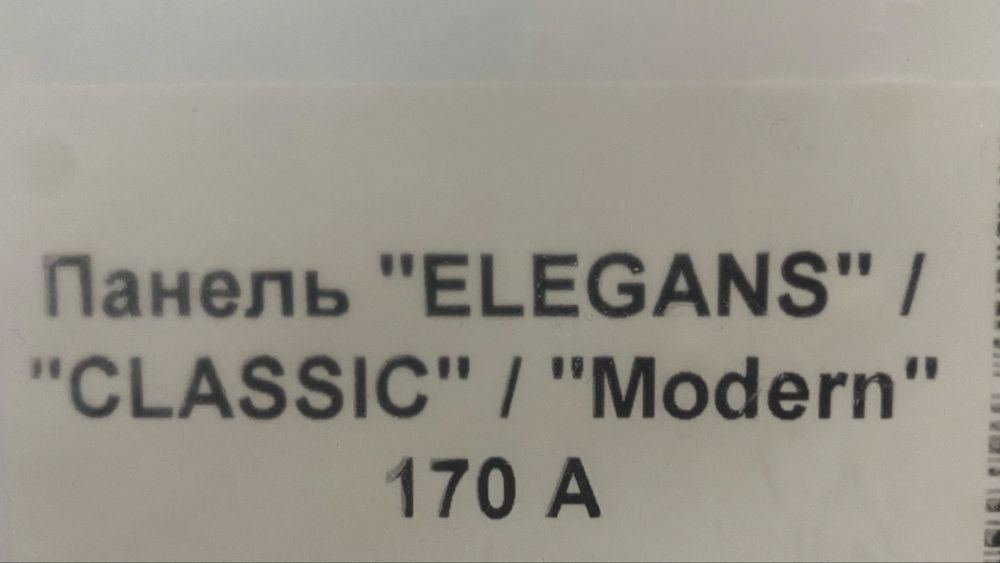 Панель "ELEGANS" /
"CLASSIC" / "Modern"
170 А